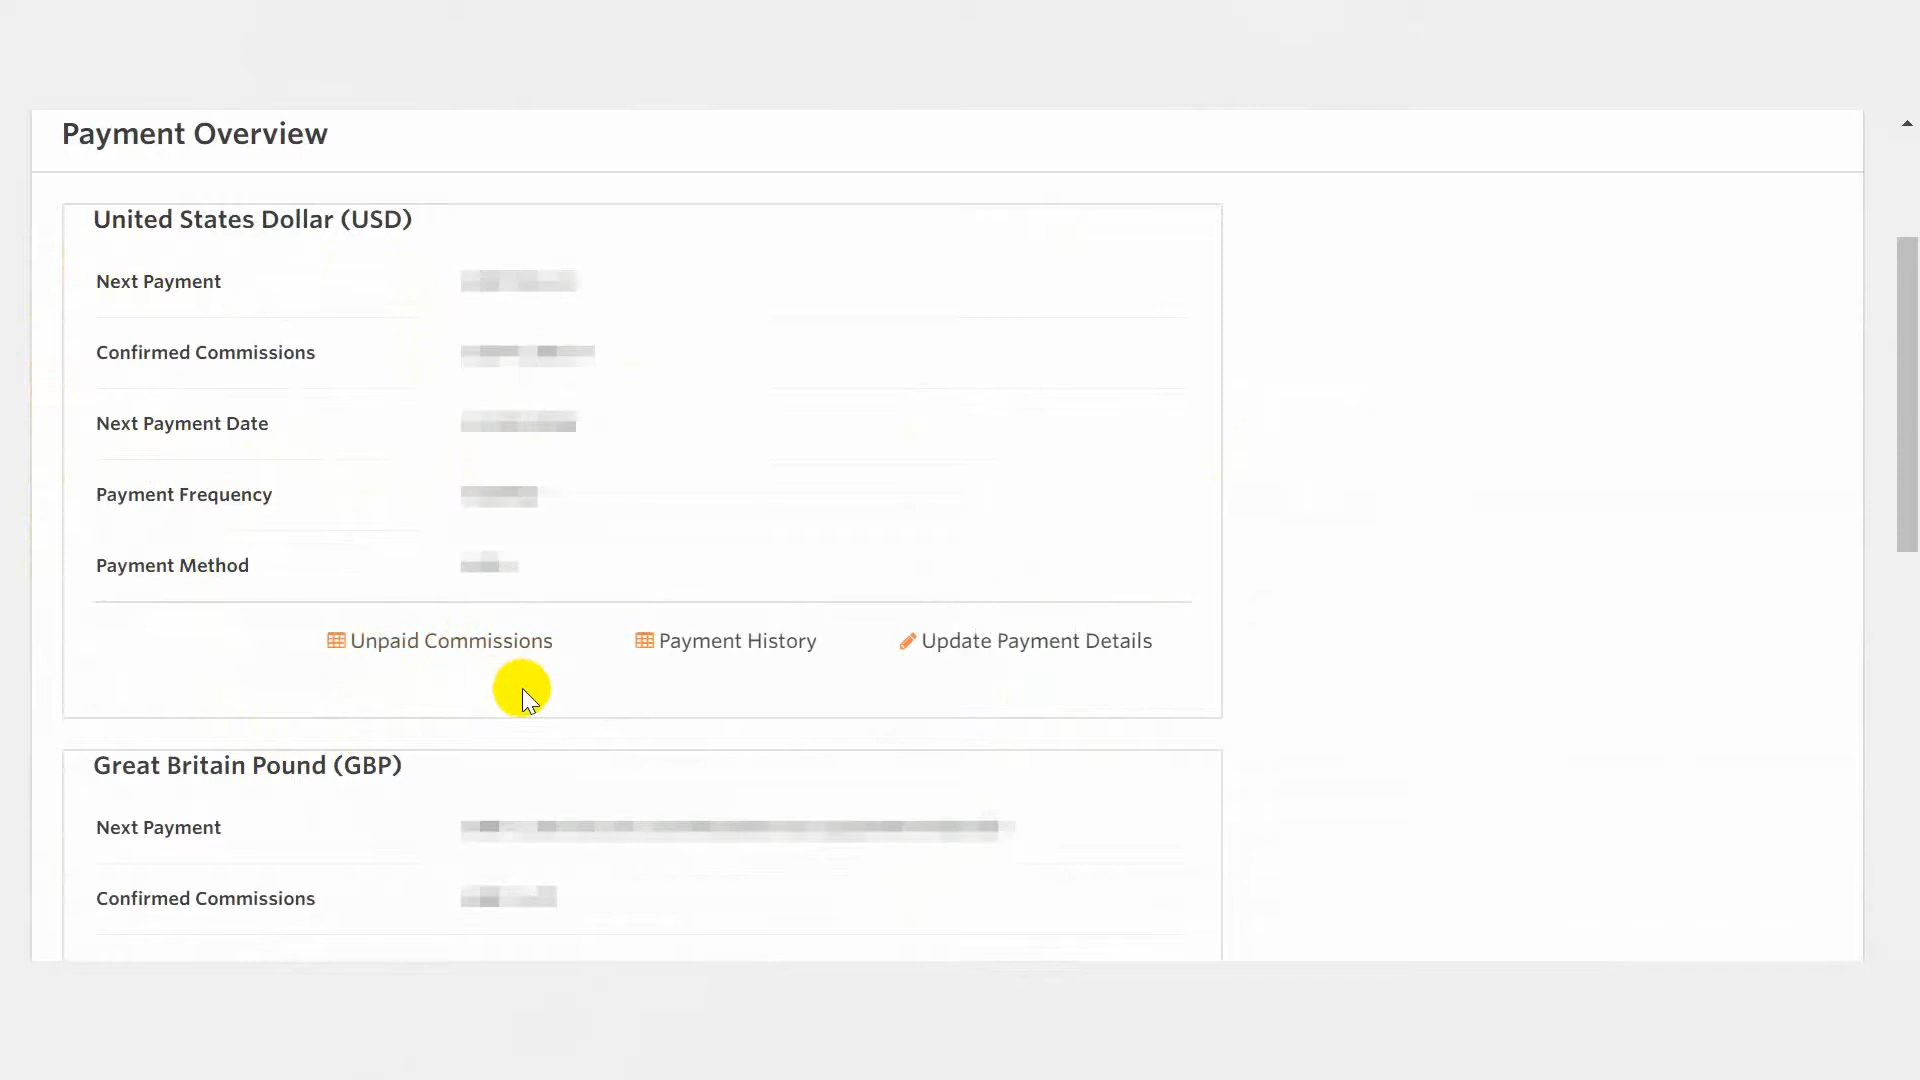 Payment Overview
United States Dollar (USD)
Next Payment
Confirmed Commissions
Next Payment Date
Payment Frequency
Payment Method
Unpaid Commissions Payment History Update Payment Details
Great Britain Pound (GBP)
Next Payment
Confirmed Commissions